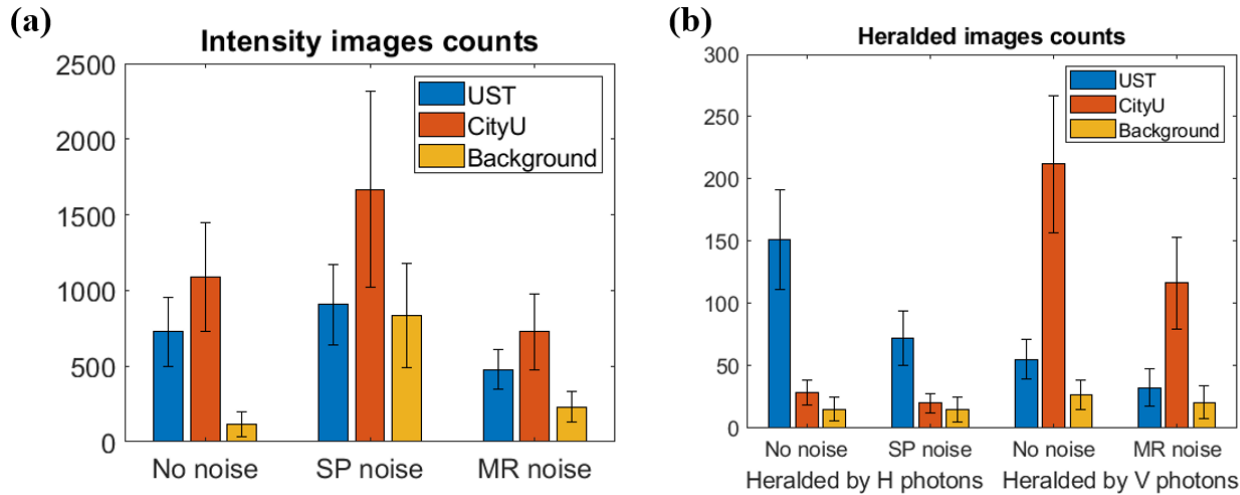 (a)
Intensity images counts
2500
2000
1500
1000
500
0
UST
CityU
Background
No noise SP noise MR noise
(b)
Heralded images counts
300
250
200
150
100
50
0
UST
CityU
Background
No noise SP noise No noise MR noise
Heralded by H photons Heralded by V photons